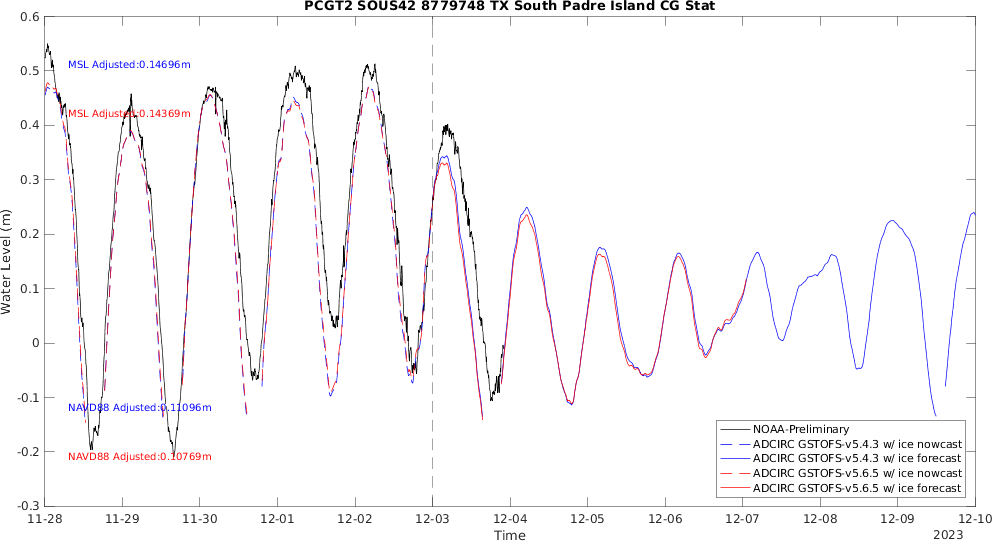 PCGT2 SOUS42 8779748 TX South Padre Island CG Stat
0.6
0.5
0.4
0.3
0.2
0.1
0
-0.1
-0.2
-0.3
Water Level (m)
MSL Adjusted:0.14696m
MSL Adjusted:0.14369m
NAVD88 Adjusted:0.11096m
NAVD88 Adjusted:0.10769m
NOAA-Preliminary
ADCIRC GSTOFS-v5.4.3 w/ ice nowcast
ADCIRC GSTOFS-v5.4.3 w/ ice forecast
ADCIRC GSTOFS-v5.6.5 w/ ice nowcast
ADCIRC GSTOFS-v5.6.5 w/ ice forecast
11-28 11-29 11-30 12-01 12-02 12-03 12-04 12-05 12-06 12-07 12-08 12-09 12-10
Time
2023